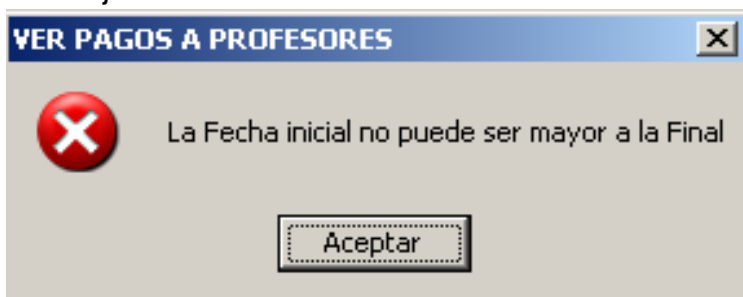 VER PAGOS A PROFESORES
La Fecha inicial no puede ser mayor a la Final
Aceptar